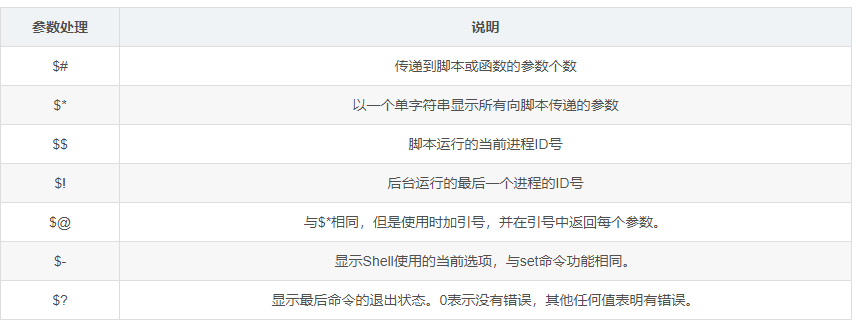 参数处理 说明
$# 传递到脚本或函数的参数个数
$* 以一个单字符串显示所有向脚本传递的参数
$$ 脚本运行的当前进程ID号
$! 后台运行的最后一个进程的ID号
$@ 与$*相同，但是使用时加引号，并在引号中返回每个参数。
$- 显示Shell使用的当前选项，与set命令功能相同。
$? 显示最后命令的退出状态。0表示没有错误，其他任何值表明有错误。